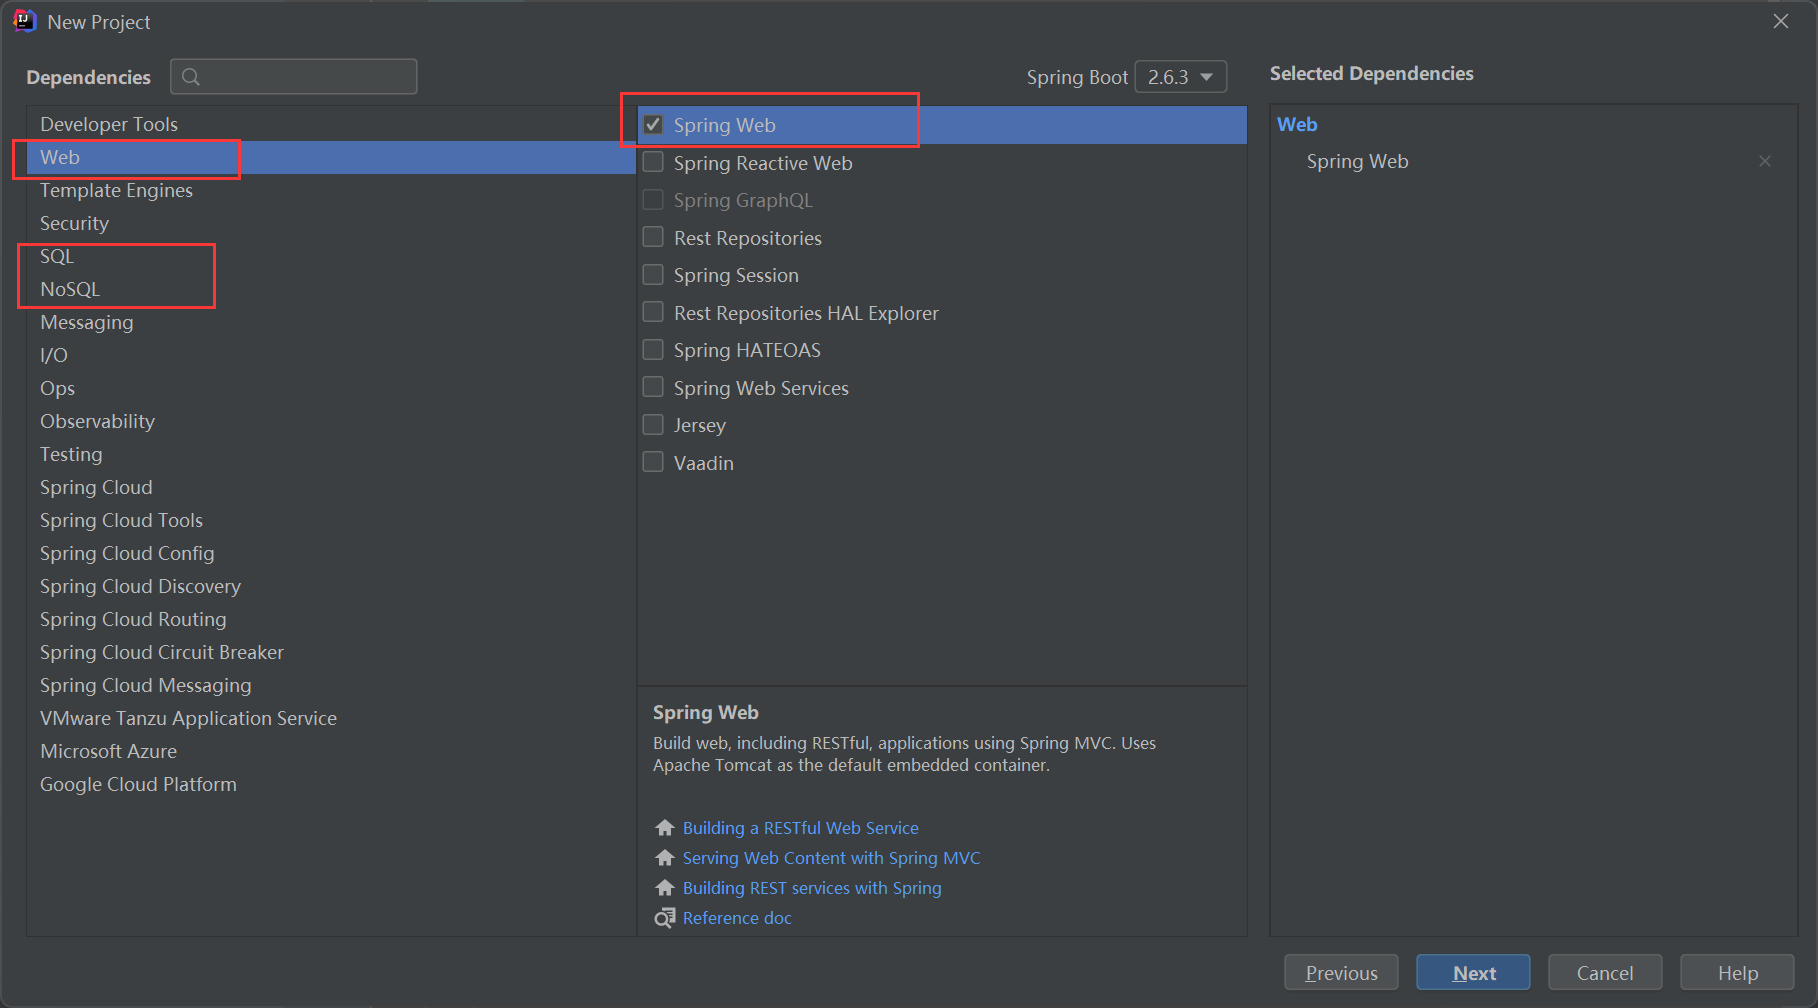 New Project
Dependencies
Spring Boot 2.6.3
Selected Dependencies
Developer Tools
Web
Template Engines
Security
SQL
NoSQL
Messaging
I/O
Ops
Observability
Testing
Spring Cloud
Spring Cloud Tools
Spring Cloud Config
Spring Cloud Discovery
Spring Cloud Routing
Spring Cloud Circuit Breaker
Spring Cloud Messaging
VMware Tanzu Application Service
Microsoft Azure
Google Cloud Platform
Spring Web
Spring Reactive Web
Spring GraphQL
Rest Repositories
Spring Session
Rest Repositories HAL Explorer
Spring HATEOAS
Spring Web Services
Jersey
Vaadin
Spring Web
Build web, including RESTful, applications using Spring MVC. Uses
Apache Tomcat as the default embedded container.
Building a RESTful Web Service
Serving Web Content with Spring MVC
Building REST services with Spring
Reference doc
Web
Spring Web
Previous
Next
Cancel
Help